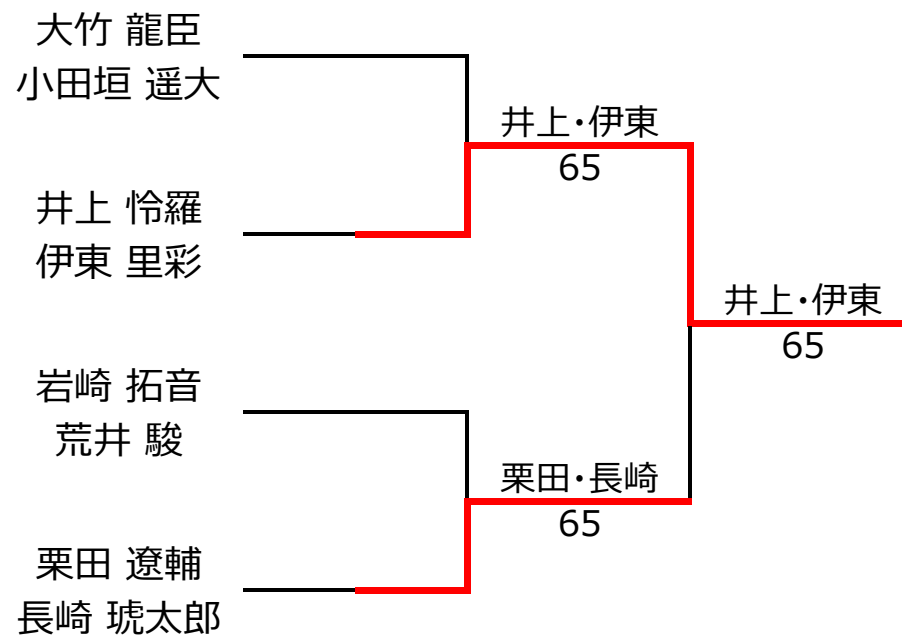 大竹 龍臣
小田垣 遥大
井上・伊東
65
井上 怜羅
伊東 里彩
井上・伊東
65
岩崎 拓音
荒井 駿
栗田・長崎
65
栗田 遼輔
長崎 琥太郎